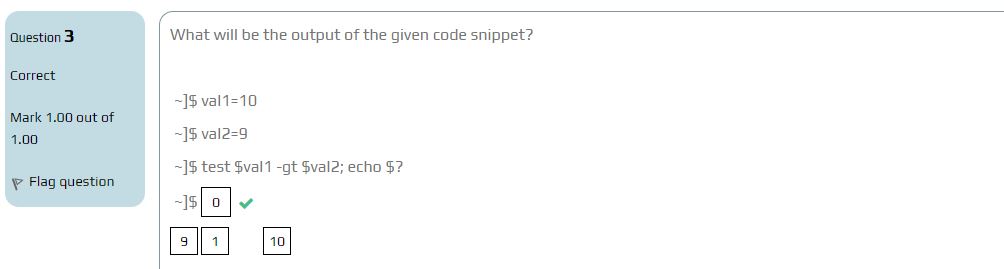 Question 3
Correct
Mark 1.00 out of
1.00
Flag question
What will be the output of the given code snippet?
~]$ val1=10
~]$ val2=9
~]$ test $val1 -gt $val2; echo $?
~]$ 0
9 1 10